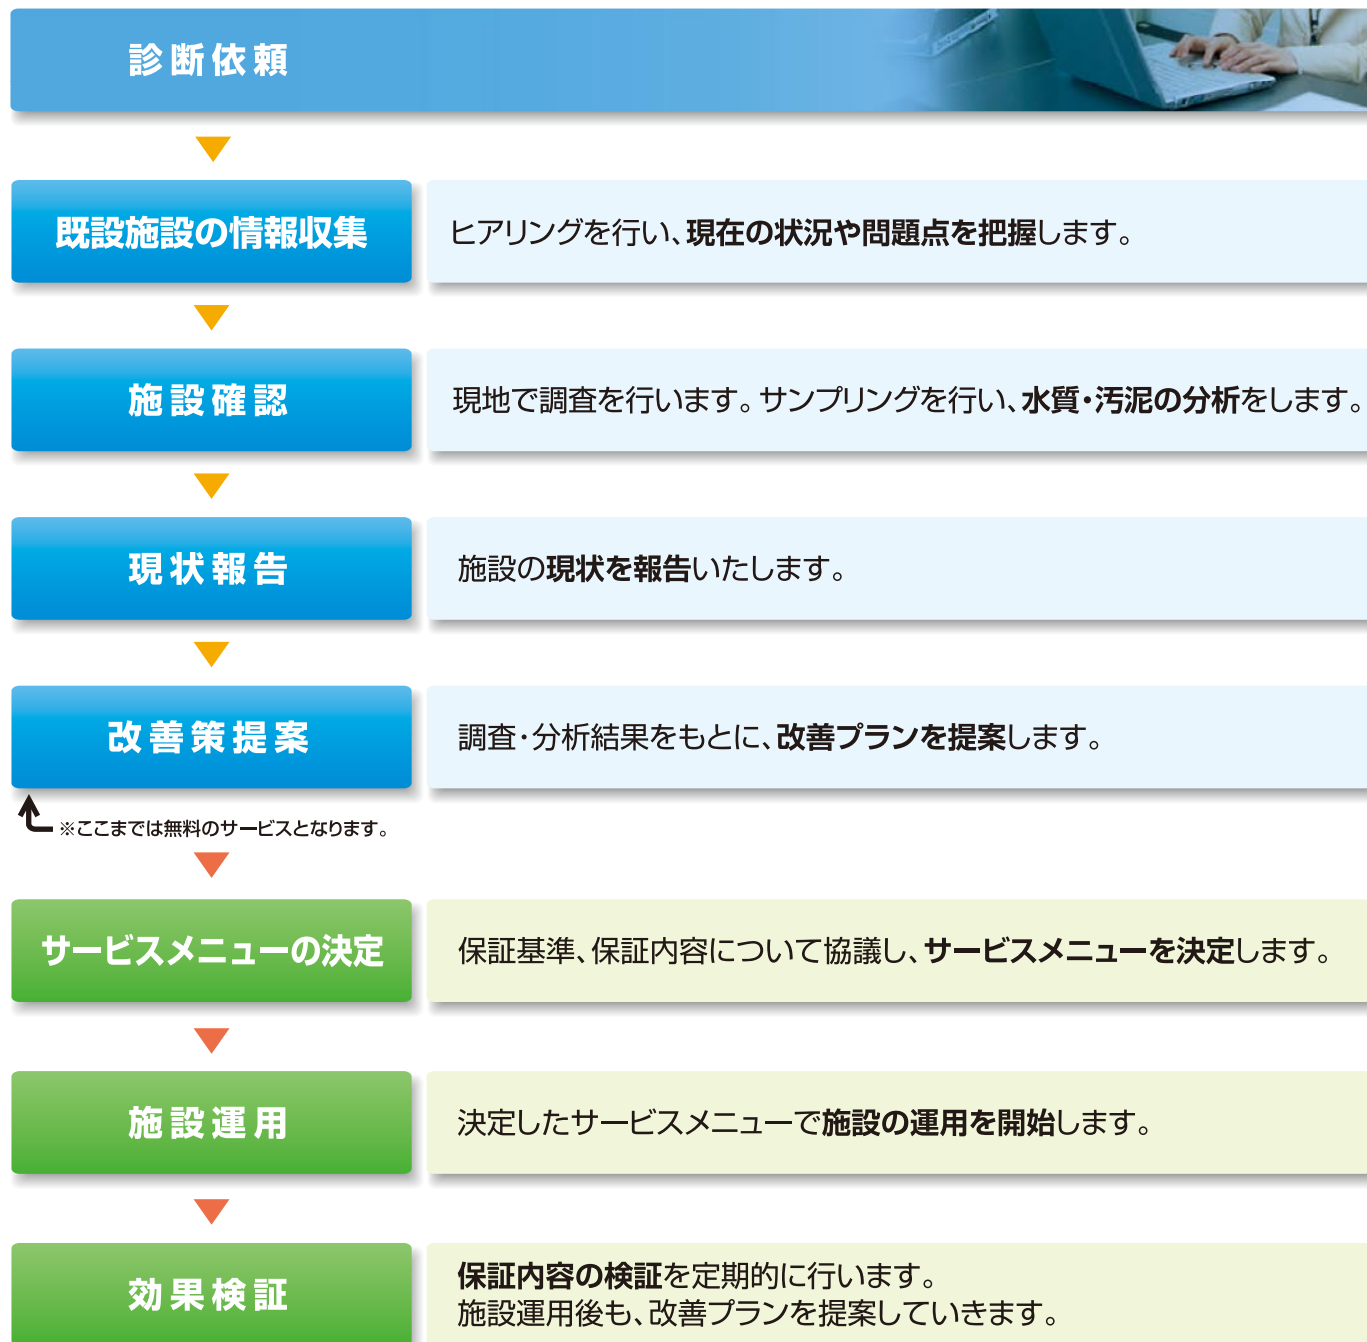 診断依頼
既設施設の情報収集
ヒアリングを行い、現在の状況や問題点を把握します。
施設確認
現地で調査を行います。サンプリングを行い、水質・汚泥の分析をします。
現状報告
施設の現状を報告いたします。
改善策提案
調査・分析結果をもとに、改善プランを提案します。
※ここまでは無料のサービスとなります。
サービスメニューの決定
保証基準、保証内容について協議し、サービスメニューを決定します。
施設運用
決定したサービスメニューで施設の運用を開始します。
効果検証
保証内容の検証を定期的に行います。
施設運用後も、改善プランを提案していきます。